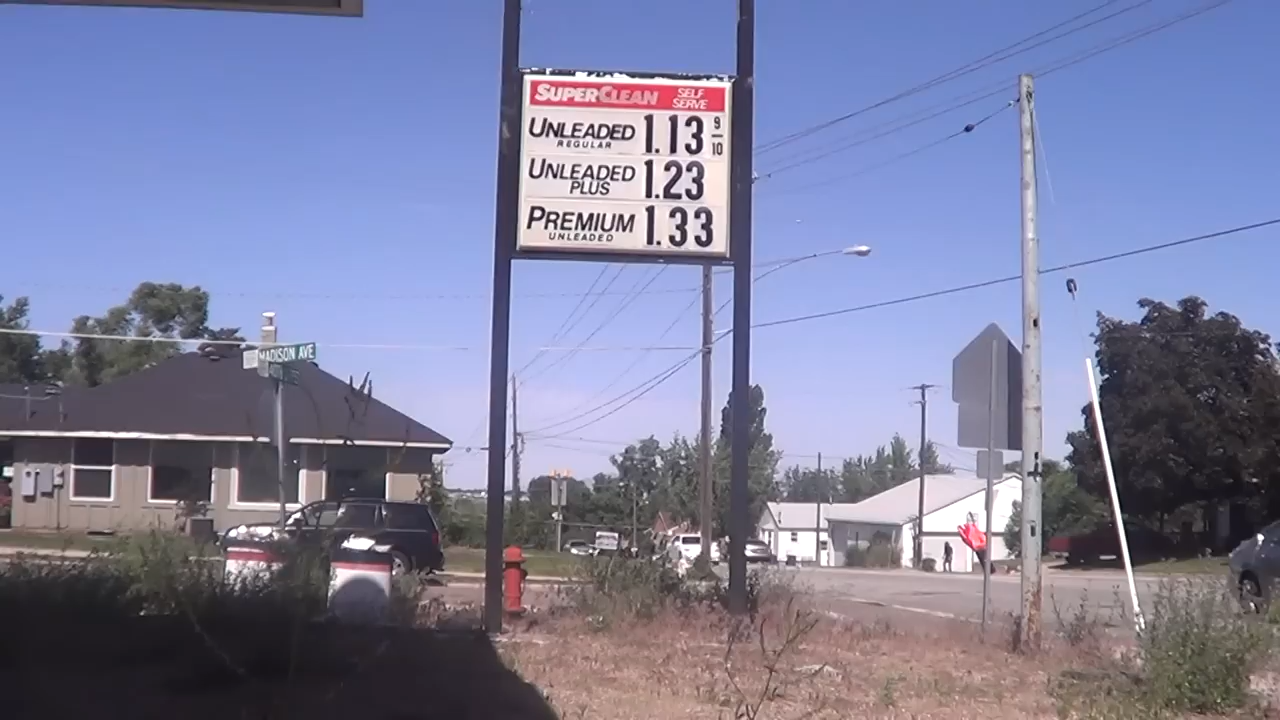 SUPERCLEAN SELF SERVE
UNLEADED REGULAR 1.13 9/10
UNLEADED PLUS 1.23
PREMIUM UNLEADED 1.33
MADISON AVE